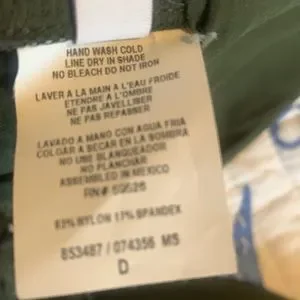 HAND WASH COLD
LINE DRY IN SHADE
NO BLEACH DO NOT IRON
LAVER A LA MAIN A L'EAU FROIDE
ETENDRE A L'OMBRE
NE PAS JAVELLISER
NE PAS REPASSER
LAVADO A MANO CON AGUA FRIA
COLGAR A SECAR EN LA SOMBRA
NO USE BLANQUEADOR
NO PLANCHAR
ASSEMBLED IN MEXICO
RN#
83% NYLON 17% SPANDEX
BS3487 / 074356 MS
D